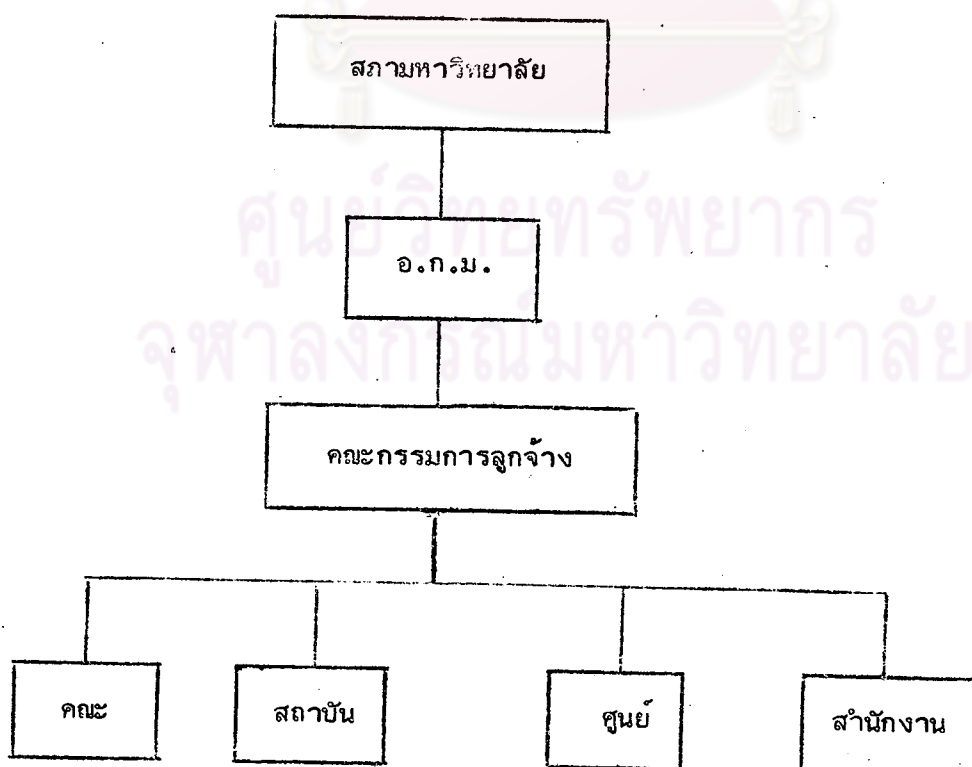 สภามหาวิทยาลัย
ศูนย์วิทยทรัพยากร
อ.ก.ม.
จุฬาลงกรณ์มหาวิทยาลัย
คณะกรรมการลูกจ้าง
คณะ สถาบัน ศูนย์ สำนักงาน